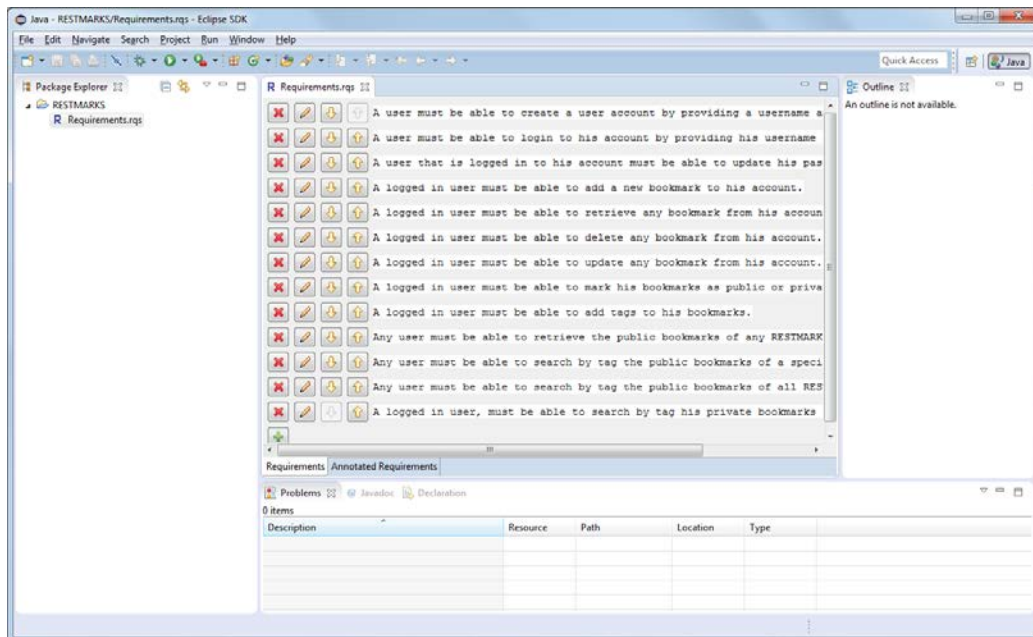 Java - RESTMARKS/Requirements.rqs - Eclipse SDK
File Edit Navigate Search Project Run Window Help
Quick Access Java
Package Explorer
RESTMARKS
R Requirements.rqs
R Requirements.rqs
A user must be able to create a user account by providing a username a
A user must be able to login to his account by providing his username
A user that is logged in to his account must be able to update his pas
A logged in user must be able to add a new bookmark to his account.
A logged in user must be able to retrieve any bookmark from his accoun
A logged in user must be able to delete any bookmark from his account.
A logged in user must be able to update any bookmark from his account.
A logged in user must be able to mark his bookmarks as public or priva
A logged in user must be able to add tags to his bookmarks.
Any user must be able to retrieve the public bookmarks of any RESTMARK
Any user must be able to search by tag the public bookmarks of a speci
Any user must be able to search by tag the public bookmarks of all RES
A logged in user, must be able to search by tag his private bookmarks
Requirements Annotated Requirements
Outline
An outline is not available.
Problems Javadoc Declaration
0 items
Description Resource Path Location Type